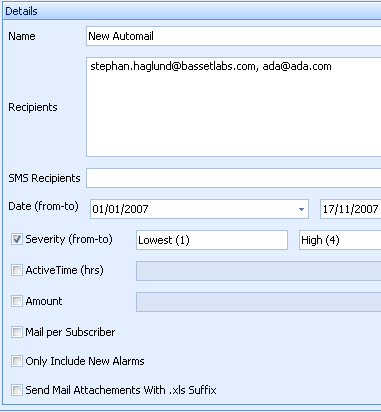 Details
Name New Automail
Recipients stephan.haglund@bassetlabs.com, ada@ada.com
SMS Recipients
Date (from-to) 01/01/2007 17/11/2007
Severity (from-to) Lowest (1) High (4)
ActiveTime (hrs)
Amount
Mail per Subscriber
Only Include New Alarms
Send Mail Attachements With .xls Suffix